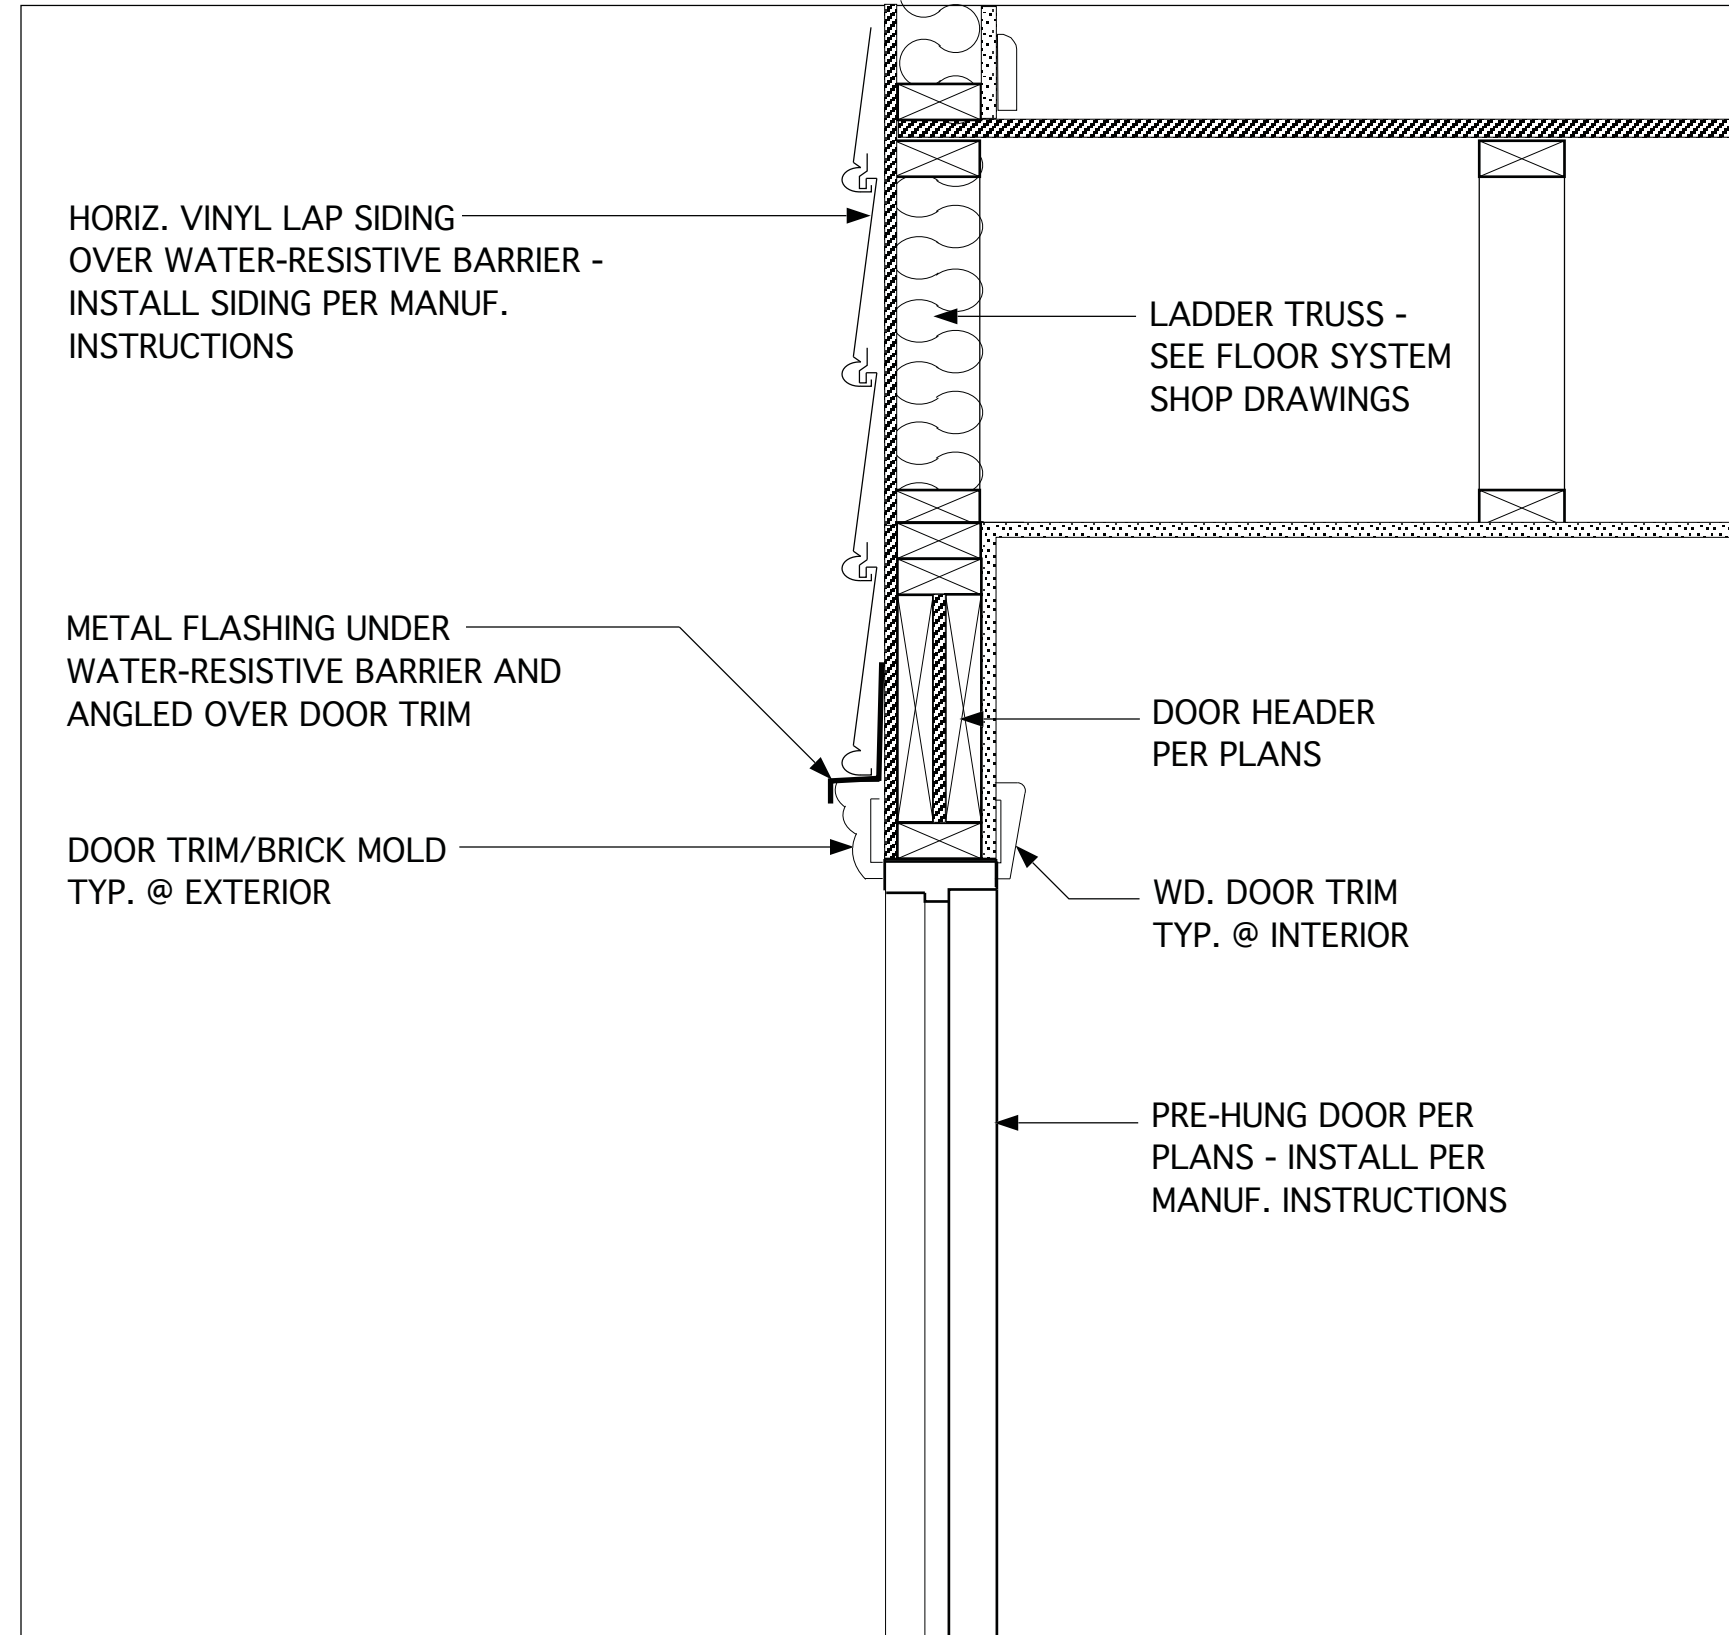 HORIZ. VINYL LAP SIDING
OVER WATER-RESISTIVE BARRIER -
INSTALL SIDING PER MANUF.
INSTRUCTIONS
LADDER TRUSS -
SEE FLOOR SYSTEM
SHOP DRAWINGS
METAL FLASHING UNDER
WATER-RESISTIVE BARRIER AND
ANGLED OVER DOOR TRIM
DOOR HEADER
PER PLANS
DOOR TRIM/BRICK MOLD
TYP. @ EXTERIOR
WD. DOOR TRIM
TYP. @ INTERIOR
PRE-HUNG DOOR PER
PLANS - INSTALL PER
MANUF. INSTRUCTIONS